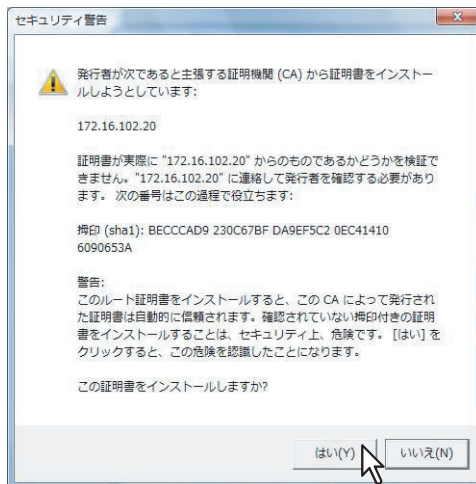 セキュリティ警告
発行者が次であると主張する証明機関 (CA) から証明書をインストー
ルしようとしています:
172.16.102.20
証明書が実際に "172.16.102.20" からのものであるかどうかを検証で
きません。"172.16.102.20" に連絡して発行者を確認する必要があり
ます。 次の番号はこの過程で役立ちます:
拇印 (sha1): BECCCAD9 230C67BF DA9EF5C2 0EC41410
6090653A
警告:
このルート証明書をインストールすると、この CA によって発行され
た証明書は自動的に信頼されます。確認されていない拇印付きの証明
書をインストールすることは、セキュリティ上、危険です。 [はい] を
クリックすると、この危険を認識したことになります。
この証明書をインストールしますか?
はい(Y) いいえ(N)